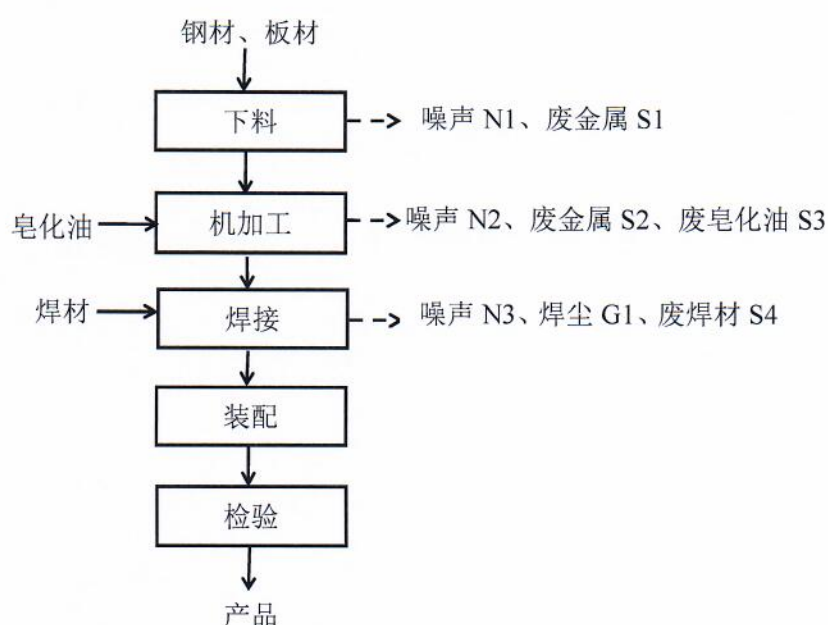 钢材、板材
下料
噪声 N1、废金属 S1
皂化油
机加工
噪声 N2、废金属 S2、废皂化油 S3
焊材
焊接
噪声 N3、焊尘 G1、废焊材 S4
装配
检验
产品